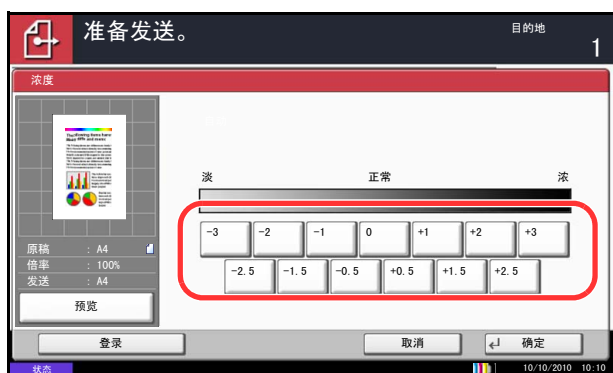 准备发送。
目的地
1
浓度
淡 正常 浓
-3 -2 -1 0 +1 +2 +3
-2.5 -1.5 -0.5 +0.5 +1.5 +2.5
原稿 : A4
倍率 : 100%
发送 : A4
预览
登录 取消 确定
状态 10/10/2010 10:10